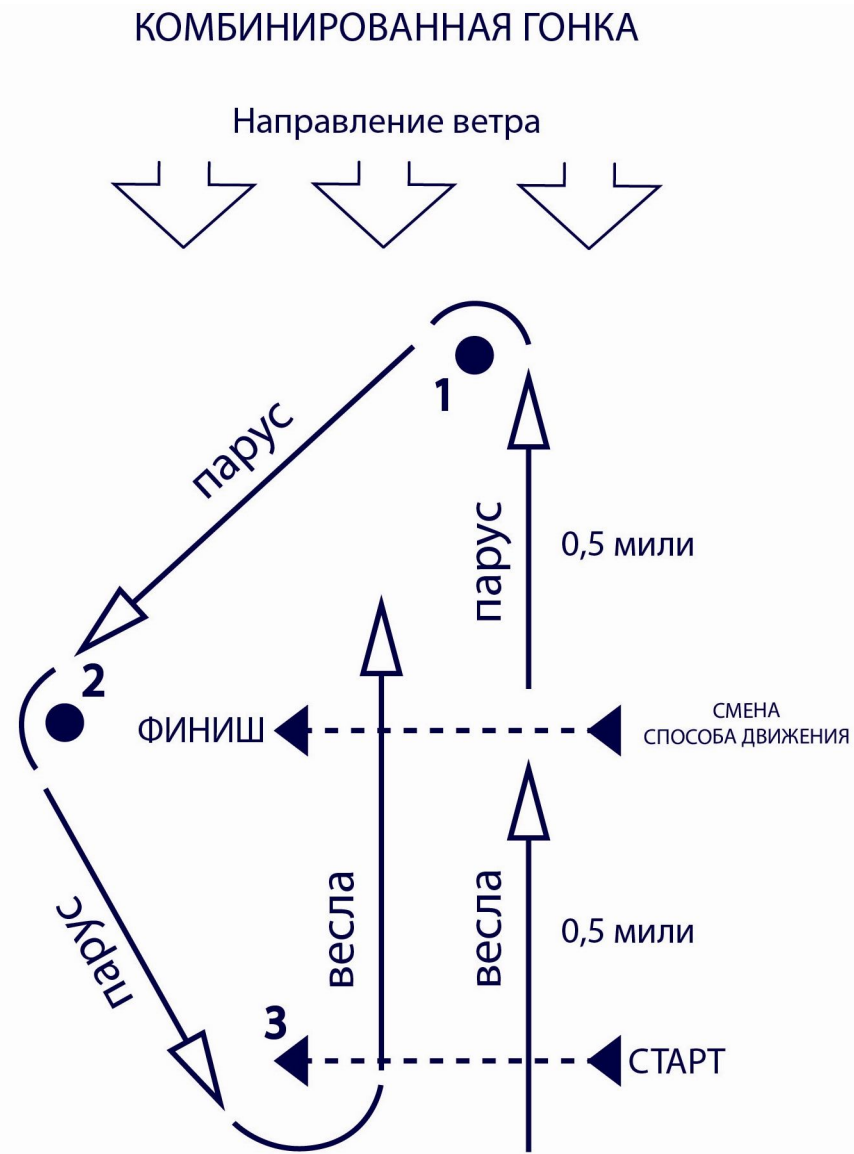 КОМБИНИРОВАННАЯ ГОНКА
Направление ветра
1
парус
парус
0,5 мили
2
ФИНИШ
СМЕНА
СПОСОБА ДВИЖЕНИЯ
парус
весла
весла
0,5 мили
3
СТАРТ